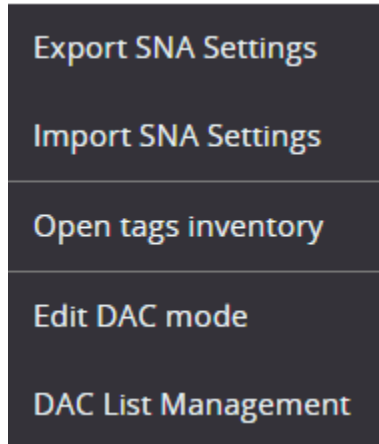 Export SNA Settings
Import SNA Settings
Open tags inventory
Edit DAC mode
DAC List Management